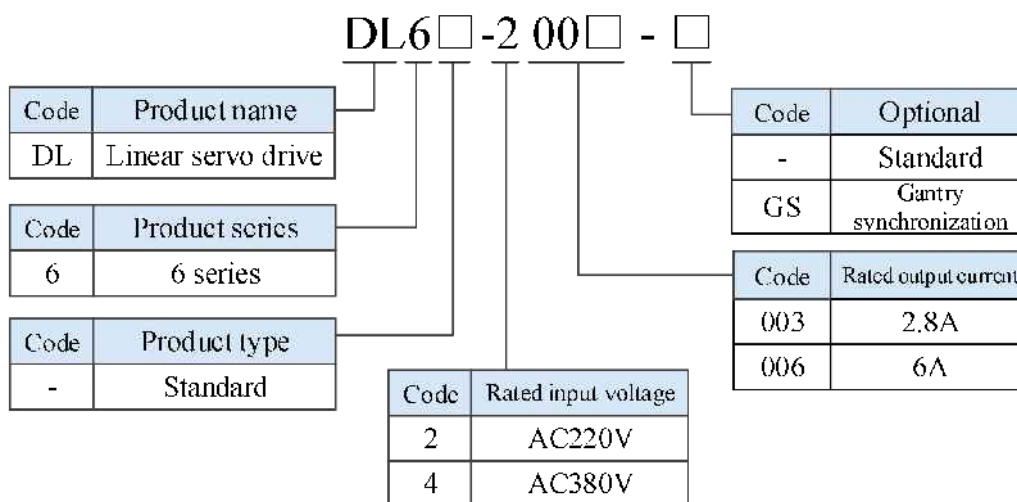 DL6□-200□-□
Code Product name
DL Linear servo drive
Code Product series
6 6 series
Code Product type
- Standard
Code Rated input voltage
2 AC220V
4 AC380V
Code Optional
- Standard
GS Gantry
synchronization
Code Rated output current
003 2.8A
006 6A